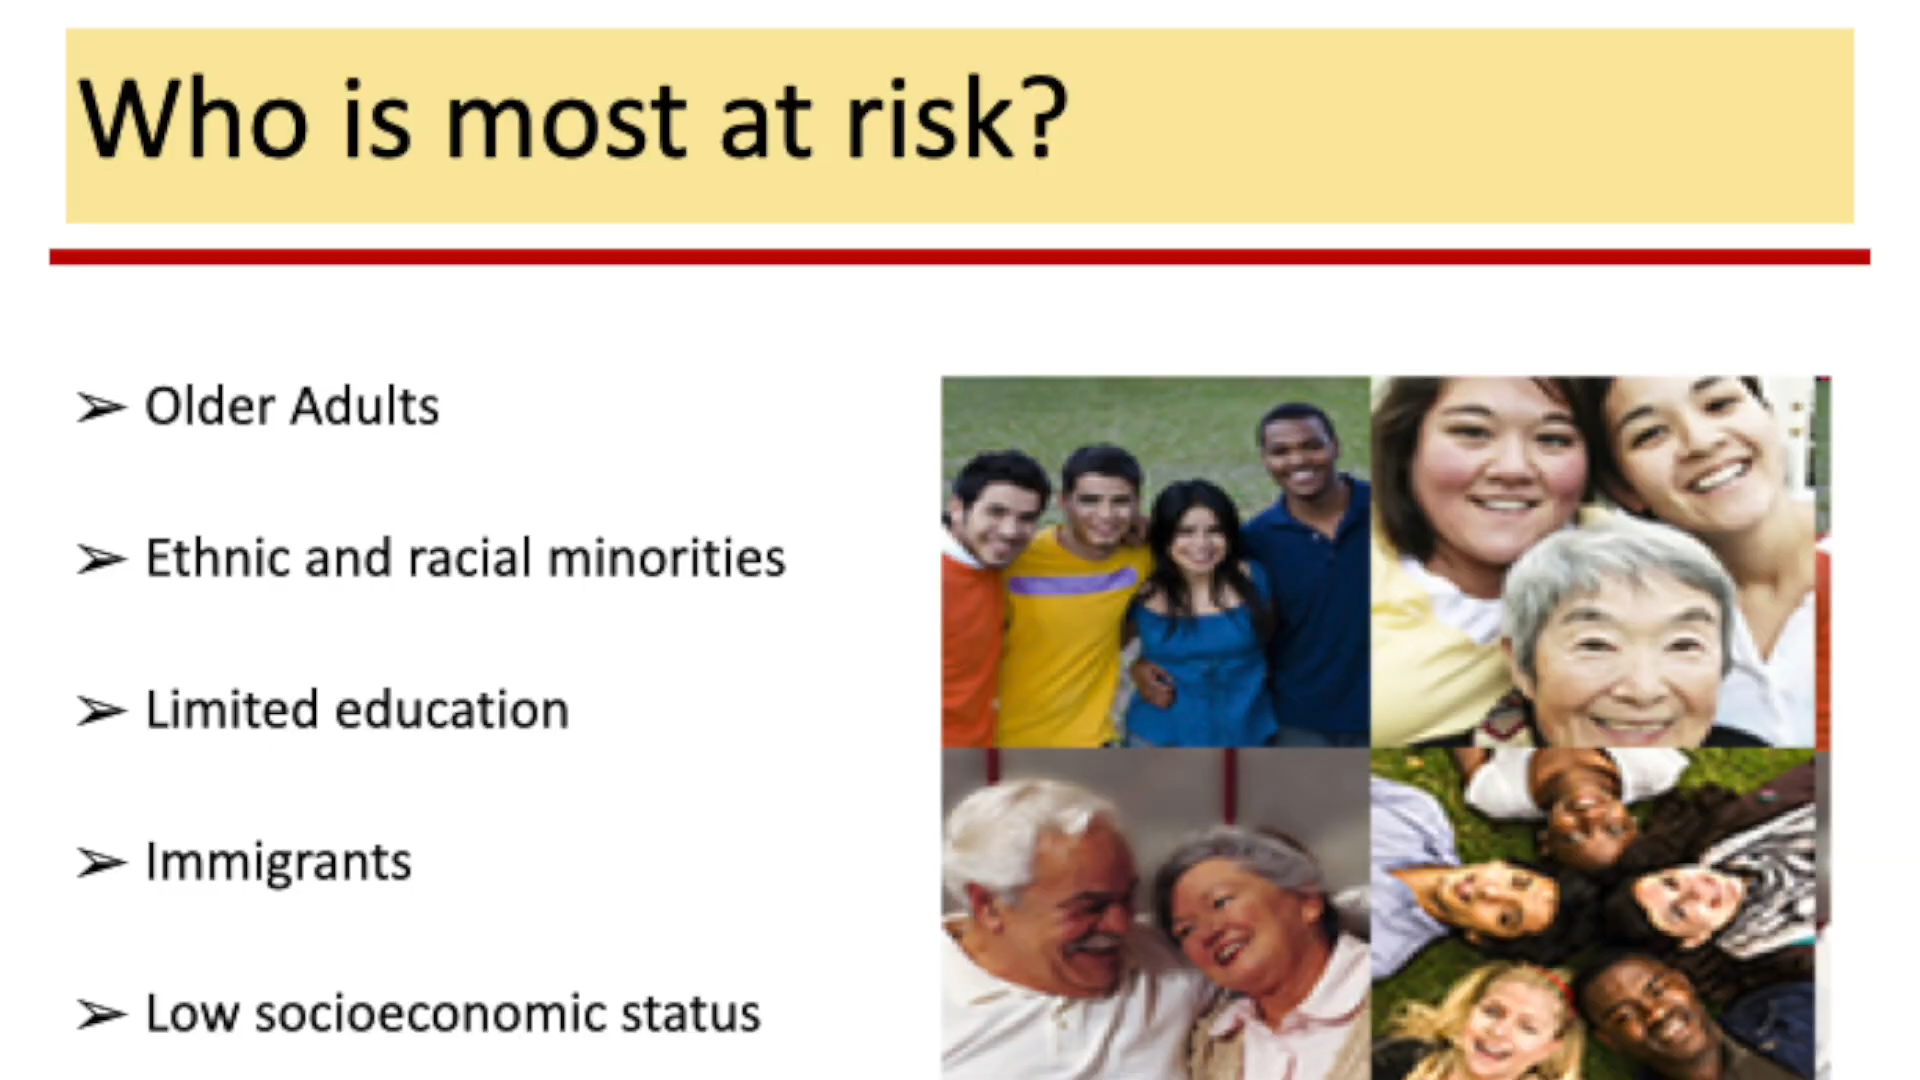 Who is most at risk?
➢ Older Adults
➢ Ethnic and racial minorities
➢ Limited education
➢ Immigrants
➢ Low socioeconomic status